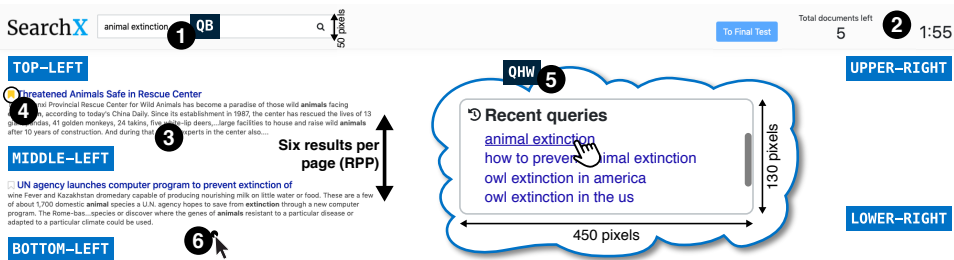 SearchX
animal extinction
QB
1
50 pixels
To Final Test
Total documents left
5
2
1:55
TOP-LEFT
UPPER-RIGHT
QHW
5
Threatened Animals Safe in Rescue Center
nxi Provincial Rescue Center for Wild Animals has become a paradise of those wild animals facing
according to today's China Daily. Since its establishment in 1987, the center has rescued the lives of 13
41 golden monkeys, 24 takins, five white-lip deers,...large facilities to house and raise wild animals
after 10 years of construction. And during that experts in the center also....
4
3
Six results per
page (RPP)
MIDDLE-LEFT
UN agency launches computer program to prevent extinction of
wine Fever and Kazakhstan dromedary capable of producing nourishing milk on little water or food. These are a few
of about 1,700 domestic animal species a U.N. agency hopes to save from extinction through a new computer
program. The Rome-bas...species or discover where the genes of animals resistant to a particular disease or
adapted to a particular climate could be used.
6
BOTTOM-LEFT
Recent queries
animal extinction
how to prevent animal extinction
owl extinction in america
owl extinction in the us
130 pixels
450 pixels
LOWER-RIGHT